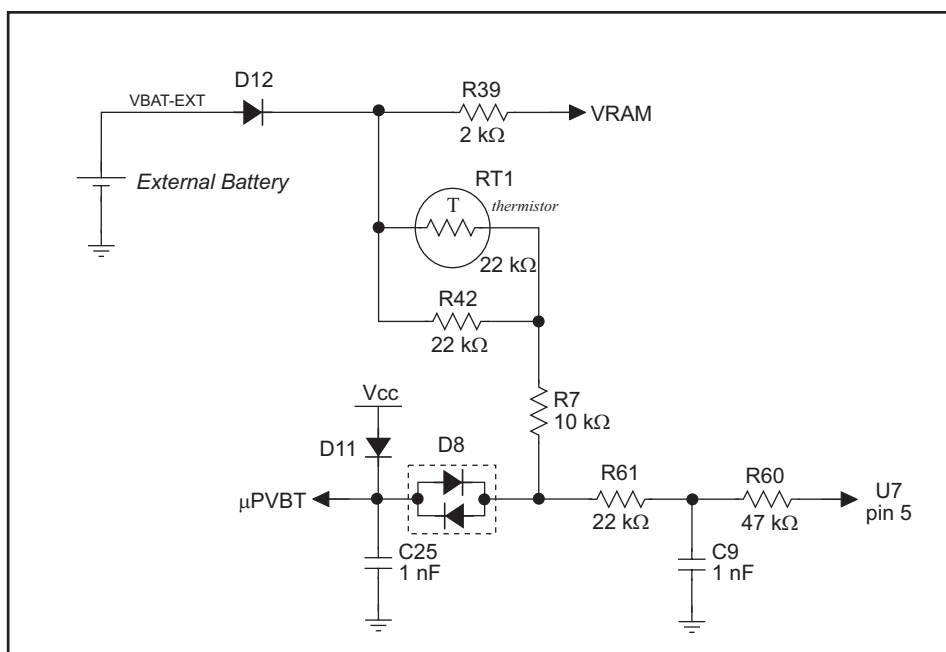 D12
VBAT-EXT
R39
2 kΩ
VRAM
External Battery
RT1
T
thermistor
22 kΩ
R42
22 kΩ
Vcc
R7
10 kΩ
D11
D8
R61
22 kΩ
R60
47 kΩ
U7
pin 5
μPVBT
C25
1 nF
C9
1 nF